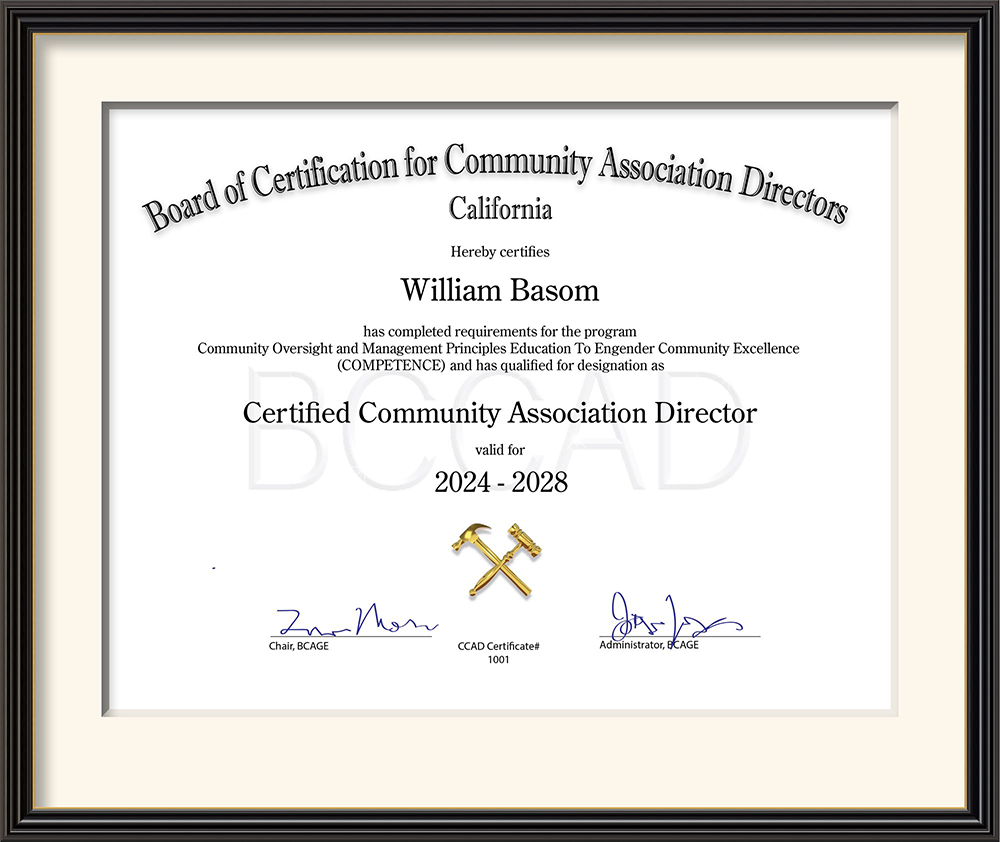 Board of Certification for Community Association Directors
California
Hereby certifies
William Basom
has completed requirements for the program
Community Oversight and Management Principles Education To Engender Community Excellence
(COMPETENCE) and has qualified for designation as
BCCAD
Certified Community Association Director
valid for
2024 - 2028
Chair, BCAGE
CCAD Certificate#
1001
Administrator, BCAGE